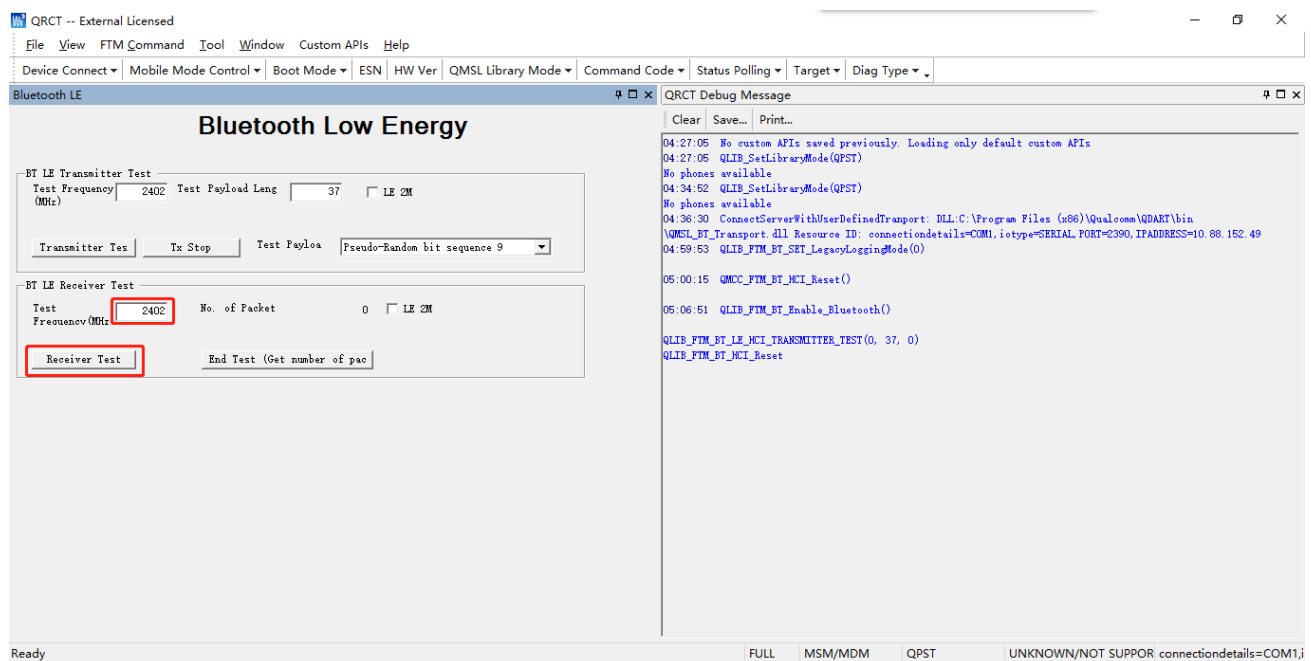 QRCT -- External Licensed
File View FTM Command Tool Window Custom APIs Help
Device Connect Mobile Mode Control Boot Mode ESN HW Ver QMSL Library Mode Command Code Status Polling Target Diag Type
Bluetooth LE
Bluetooth Low Energy
BT LE Transmitter Test
Test Frequency 2402 Test Payload Leng 37 LE 2M
(MHz)
Transmitter Tes Tx Stop Test Payloa Pseudo-Random bit sequence 9
BT LE Receiver Test
Test 2402 No. of Packet 0 LE 2M
Frequency(MHz
Receiver Test End Test (Get number of pac
QRCT Debug Message
Clear Save... Print...
04:27:05 No custom APIs saved previously. Loading only default custom APIs
04:27:05 QLIB_SetLibraryMode(QPST)
No phones available
04:34:52 QLIB_SetLibraryMode(QPST)
No phones available
04:36:30 ConnectServerWithUserDefinedTranport: DLL:C:\Program Files (x86)\Qualcomm\QDART\bin
\QMSL_BT_Transport.dll Resource ID: connectiondetails=COM1,iotype=SERIAL,PORT=2390,IPADDRESS=10.88.152.49
04:59:53 QLIB_FTM_BT_SET_LegacyLoggingMode(0)
05:00:15 QMCC_FTM_BT_HCI_Reset()
05:06:51 QLIB_FTM_BT_Enable_Bluetooth()
QLIB_FTM_BT_LE_HCI_TRANSMITTER_TEST(0, 37, 0)
QLIB_FTM_BT_HCI_Reset
Ready FULL MSM/MDM QPST UNKNOWN/NOT SUPPOR connectiondetails=COM1,i